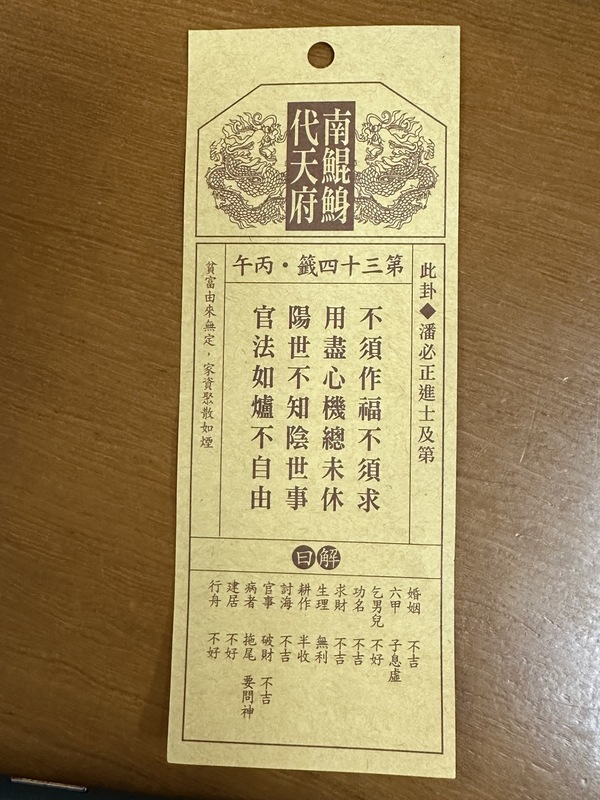 南鯤鯓
代天府
第三十四籤・丙午
此卦◆潘必正進士及第
不須作福不須求
用盡心機總未休
陽世不知陰世事
官法如爐不自由
貧富由來無定，家資聚散如煙
解曰
婚姻 不吉
六甲 子息虛
乞男兒 不好
功名 不吉
求財 不吉
生理 無利
耕作 半收
討海 不吉
官事 破財 不吉
病者 拖尾 要問神
建居 不好
行舟 不好